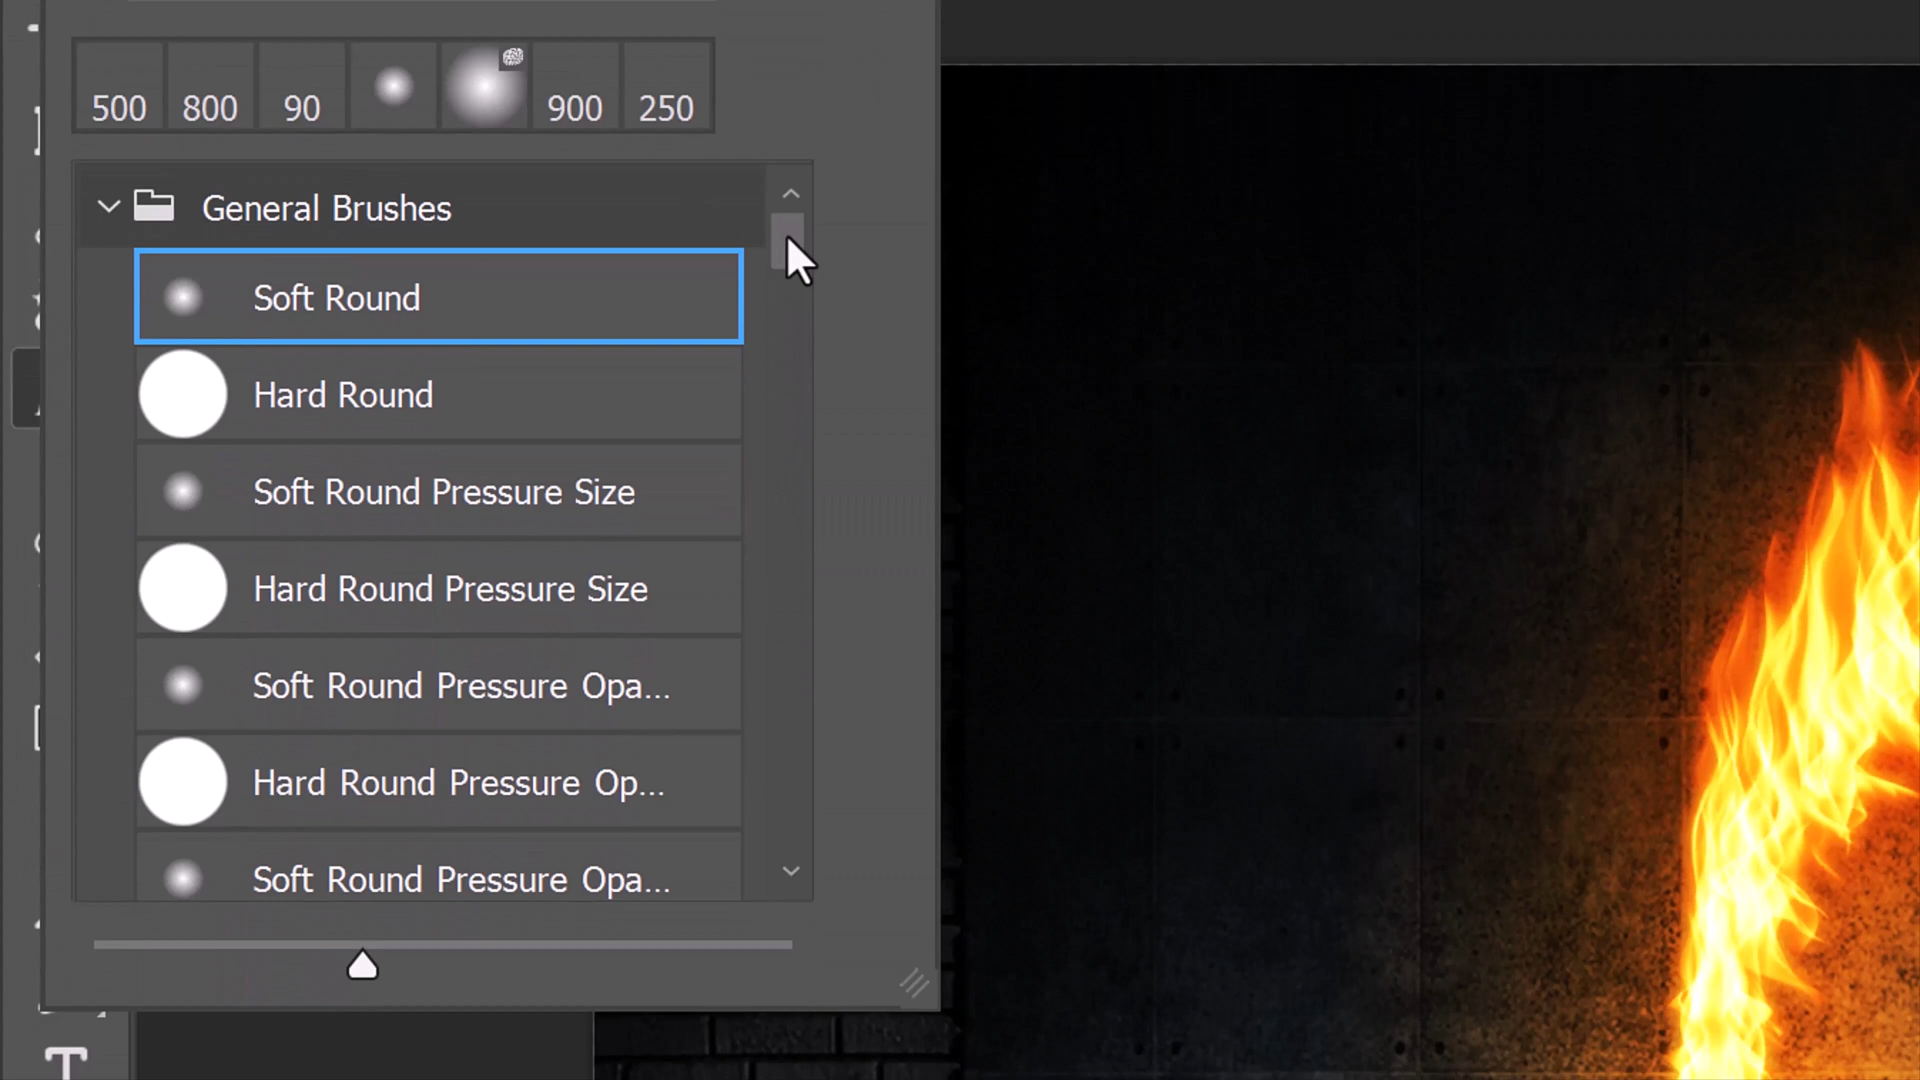 500 800 90 900 250
General Brushes
Soft Round
Hard Round
Soft Round Pressure Size
Hard Round Pressure Size
Soft Round Pressure Opa...
Hard Round Pressure Op...
Soft Round Pressure Opa...
T